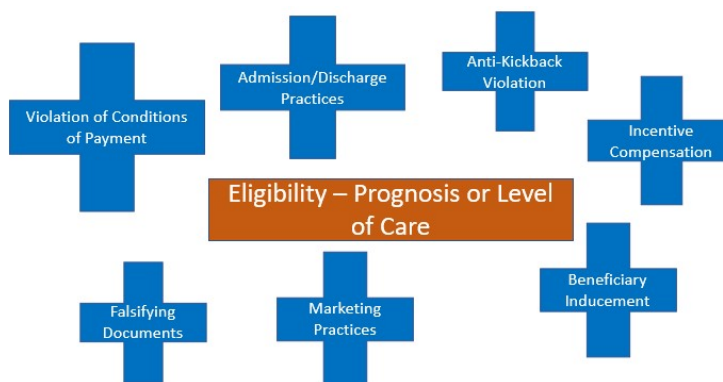 Admission/Discharge
Practices
Anti-Kickback
Violation
Violation of Conditions
of Payment
Incentive
Compensation
Eligibility – Prognosis or Level
of Care
Beneficiary
Inducement
Falsifying
Documents
Marketing
Practices